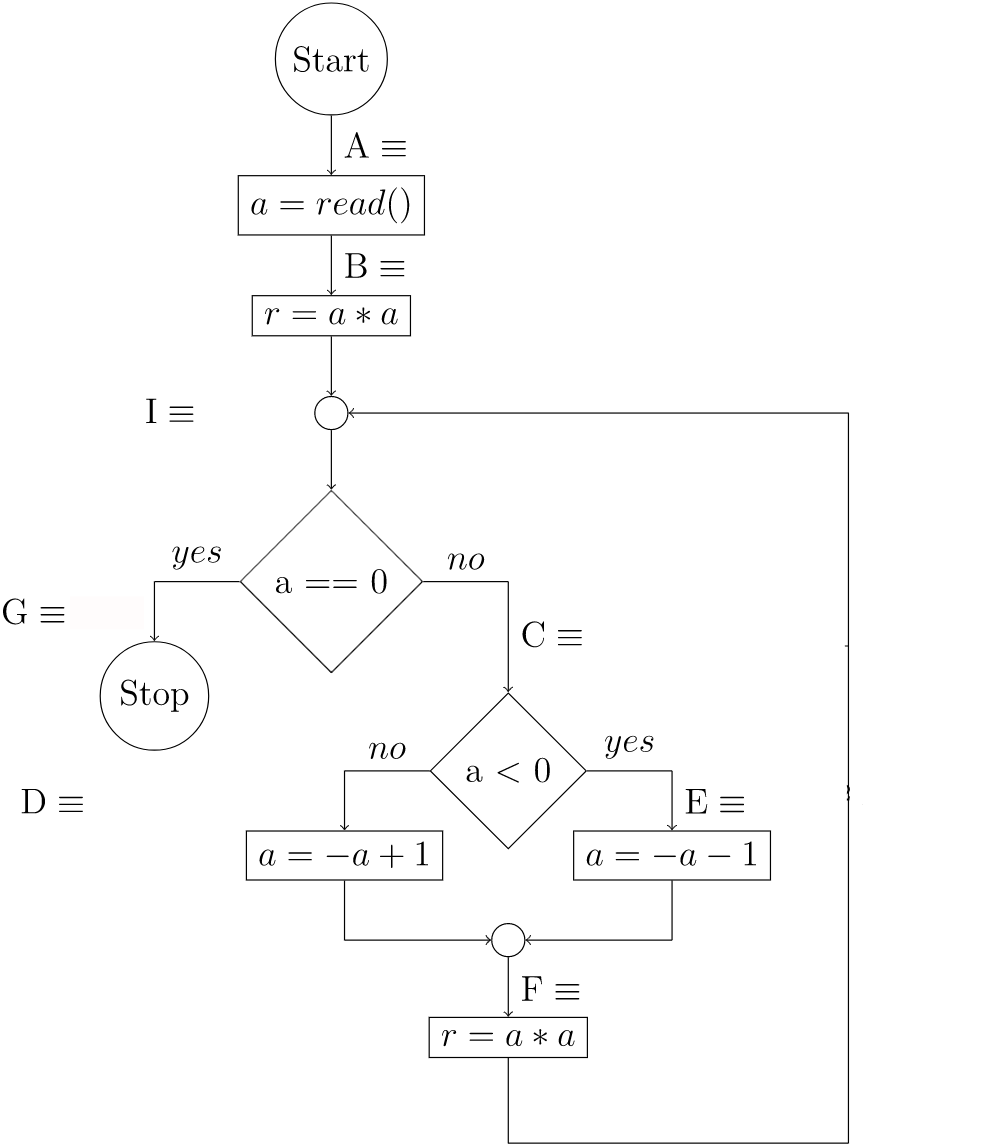 Start
A ≡
a = read()
B ≡
r = a ∗ a
I ≡
yes
no
a == 0
G ≡
C ≡
Stop
no
yes
a < 0
D ≡
E ≡
a = −a + 1
a = −a − 1
F ≡
r = a ∗ a